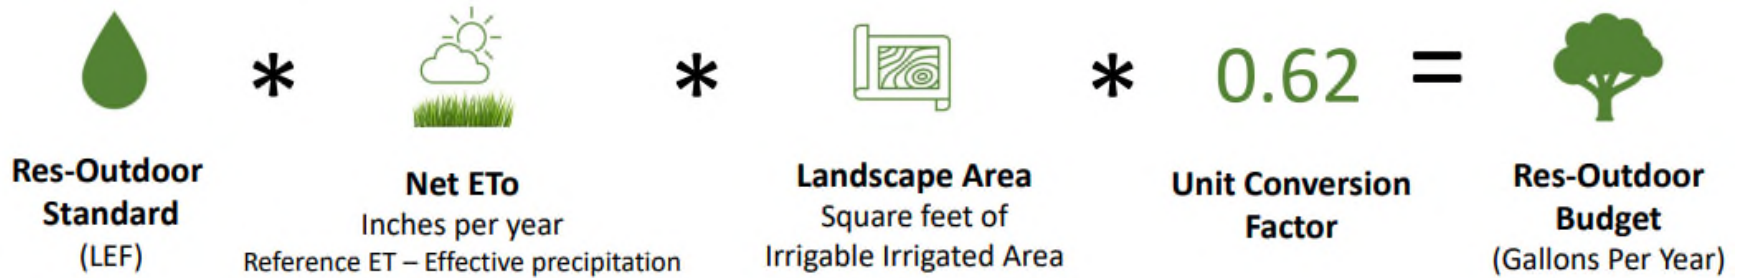 * * * 0.62 =
Res-Outdoor
Standard
(LEF)
Net ETo
Inches per year
Reference ET – Effective precipitation
Landscape Area
Square feet of
Irrigable Irrigated Area
Unit Conversion
Factor
Res-Outdoor
Budget
(Gallons Per Year)